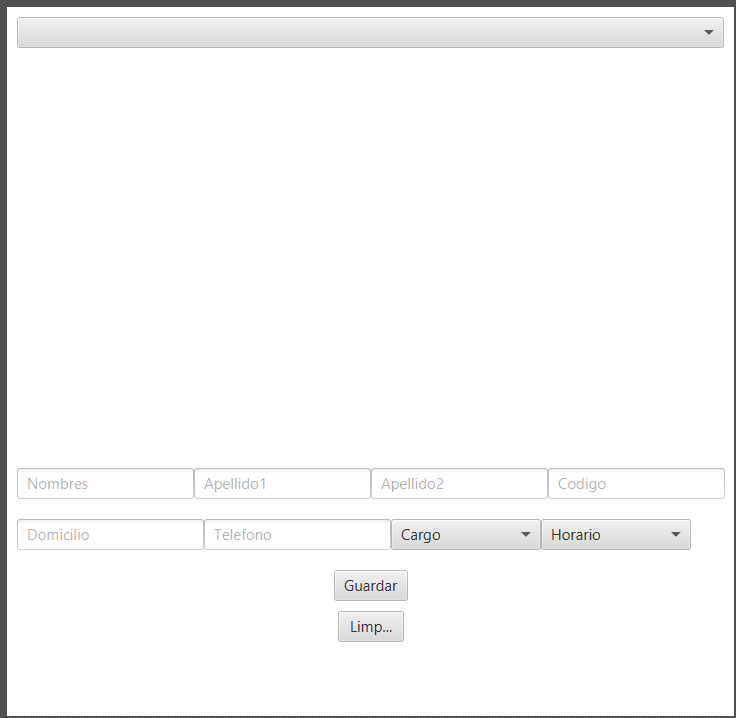 Nombres Apellido1 Apellido2 Codigo
Domicilio Telefono Cargo Horario
Guardar
Limp...